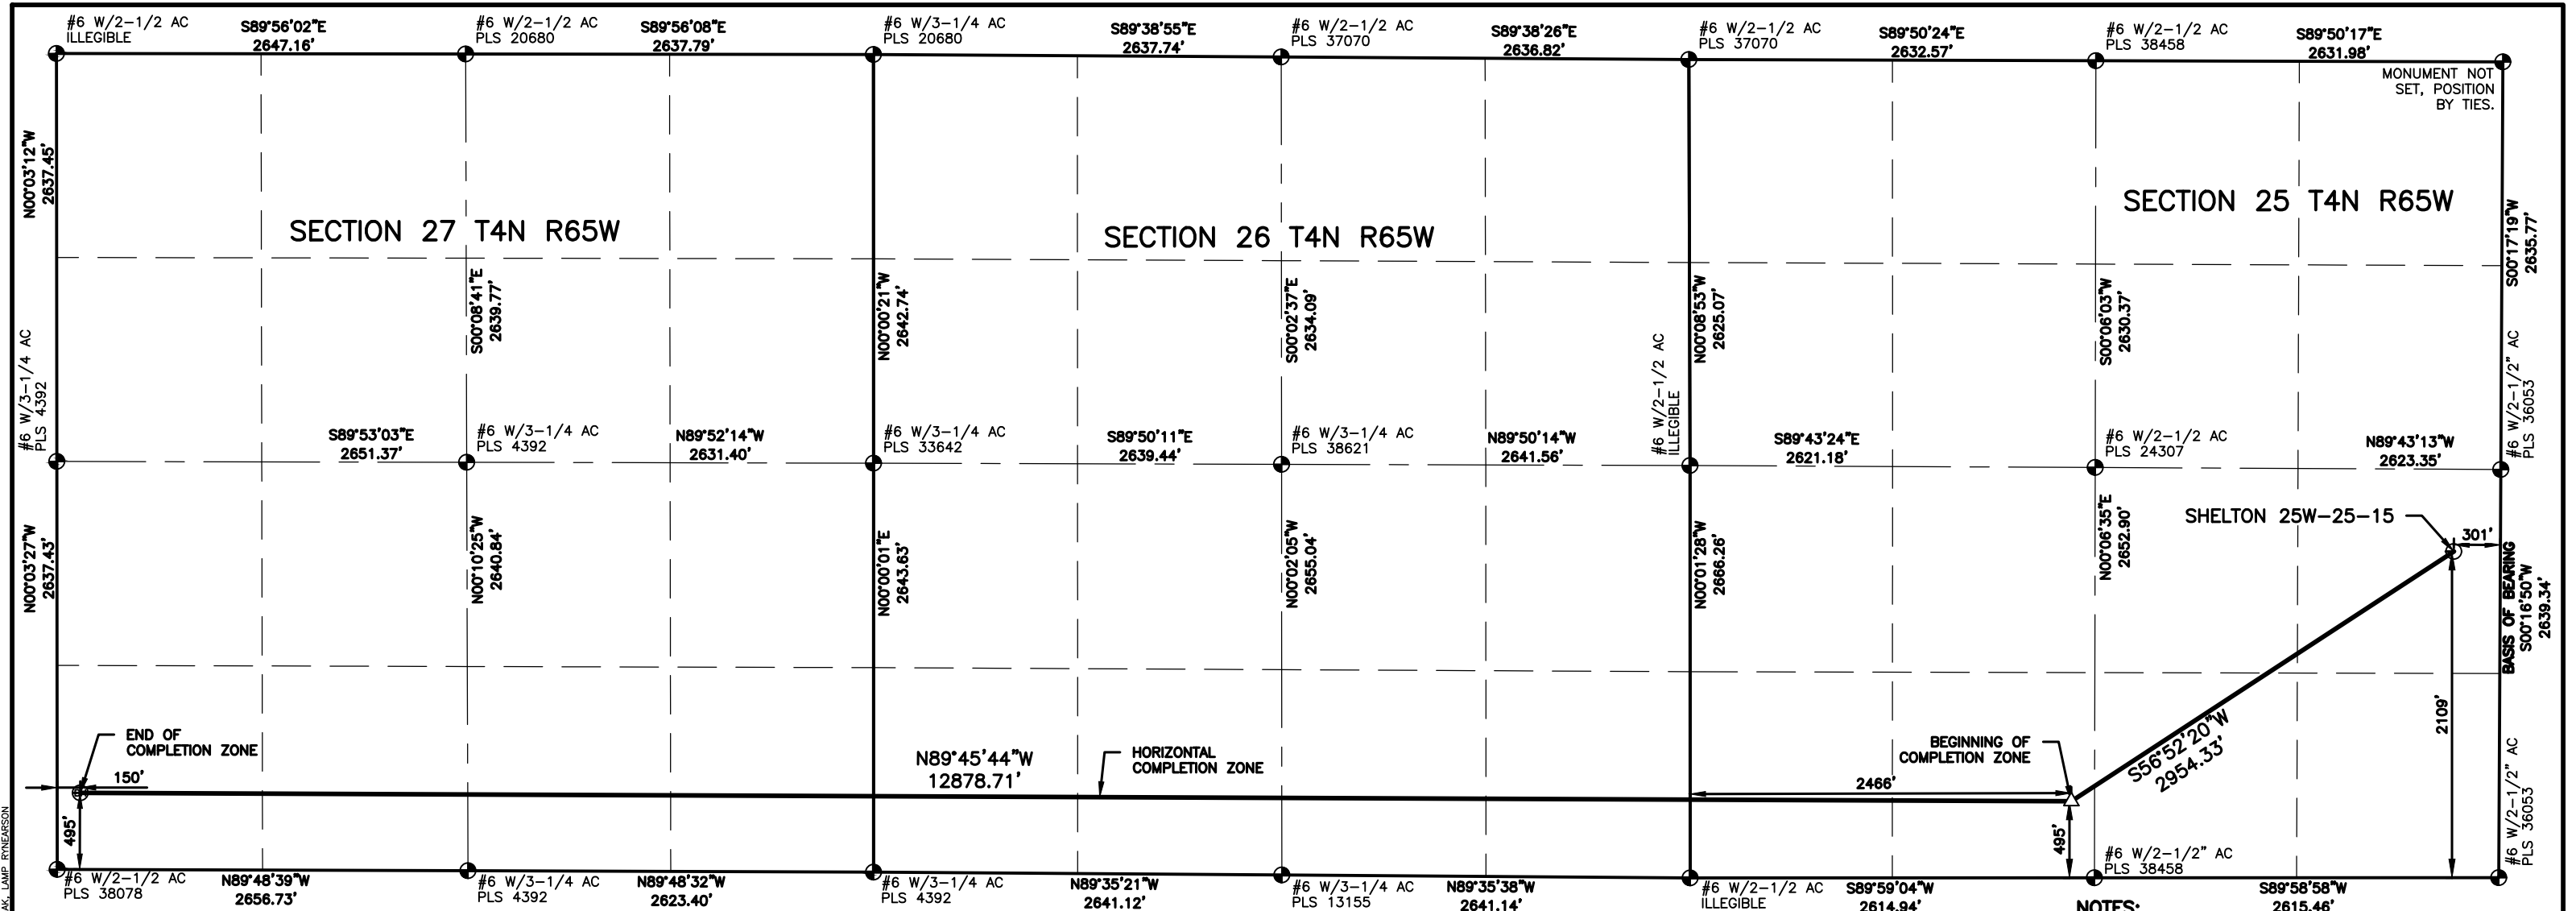 #6 W/2-1/2 AC
ILLEGIBLE
S89°56'02"E
2647.16'
#6 W/2-1/2 AC
PLS 20680
S89°56'08"E
2637.79'
#6 W/3-1/4 AC
PLS 20680
S89°38'55"E
2637.74'
#6 W/2-1/2 AC
PLS 37070
S89°38'26"E
2636.82'
#6 W/2-1/2 AC
PLS 37070
S89°50'24"E
2632.57'
#6 W/2-1/2 AC
PLS 38458
S89°50'17"E
2631.98'
MONUMENT NOT
SET, POSITION
BY TIES.
N00°03'12"W
2637.45'
SECTION 27 T4N R65W
SECTION 26 T4N R65W
SECTION 25 T4N R65W
S00°17'19"W
2635.77'
S00°08'41"E
2639.77'
N00°00'21"W
2642.74'
S00°02'37"E
2634.09'
N00°08'53"W
2625.07'
S00°06'03"W
2630.37'
#6 W/3-1/4 AC
PLS 4392
S89°53'03"E
2651.37'
#6 W/3-1/4 AC
PLS 4392
N89°52'14"W
2631.40'
#6 W/3-1/4 AC
PLS 33642
S89°50'11"E
2639.44'
#6 W/3-1/4 AC
PLS 38621
N89°50'14"W
2641.56'
#6 W/2-1/2 AC
ILLEGIBLE
S89°43'24"E
2621.18'
#6 W/2-1/2 AC
PLS 24307
N89°43'13"W
2623.35'
#6 W/2-1/2" AC
PLS 36053
N00°03'27"W
2637.43'
N00°10'25"W
2640.84'
N00°00'01"E
2643.63'
N00°02'05"W
2655.04'
N00°01'28"W
2666.26'
N00°06'35"E
2652.90'
SHELTON 25W-25-15
301'
BASIS OF BEARING
S00°16'50"W
2639.34'
2109'
END OF
COMPLETION ZONE
150'
495'
N89°45'44"W
12878.71'
HORIZONTAL
COMPLETION ZONE
BEGINNING OF
COMPLETION ZONE
2466'
495'
S56°52'20"W
2954.33'
#6 W/2-1/2" AC
PLS 36053
AK, LAMP RYNEARSON
#6 W/2-1/2 AC
PLS 38078
N89°48'39"W
2656.73'
#6 W/3-1/4 AC
PLS 4392
N89°48'32"W
2623.40'
#6 W/3-1/4 AC
PLS 4392
N89°35'21"W
2641.12'
#6 W/3-1/4 AC
PLS 13155
N89°35'38"W
2641.14'
#6 W/2-1/2 AC
ILLEGIBLE
S89°59'04"W
2614.94'
#6 W/2-1/2" AC
PLS 38458
NOTES:
S89°58'58"W
2615.46'